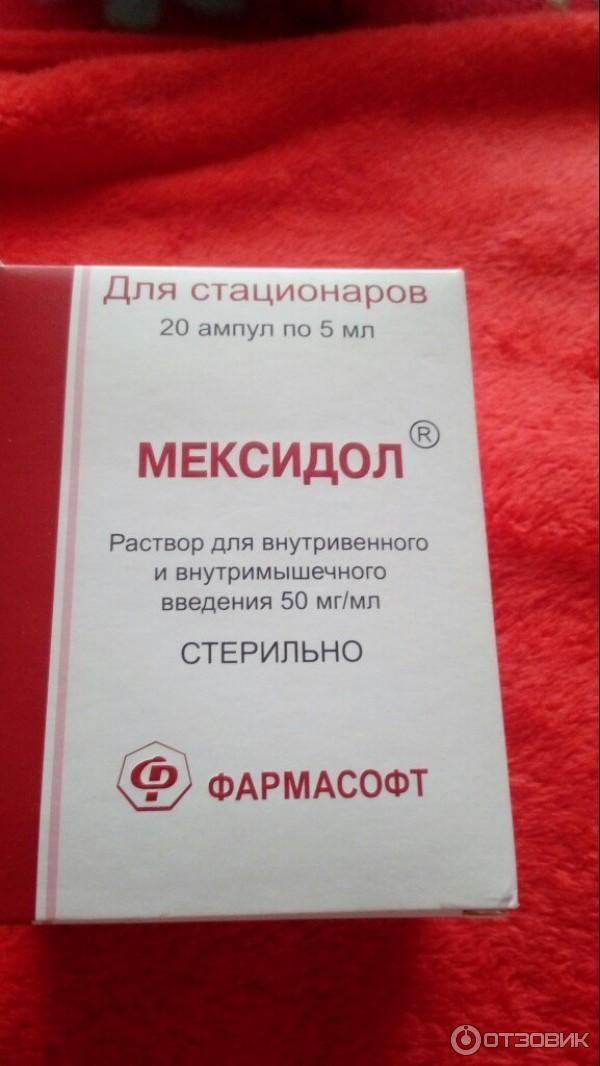 Для стационаров
20 ампул по 5 мл
МЕКСИДОЛ®
Раствор для внутривенного
и внутримышечного
введения 50 мг/мл
СТЕРИЛЬНО
ФАРМАСОФТ
ОТЗОВИК